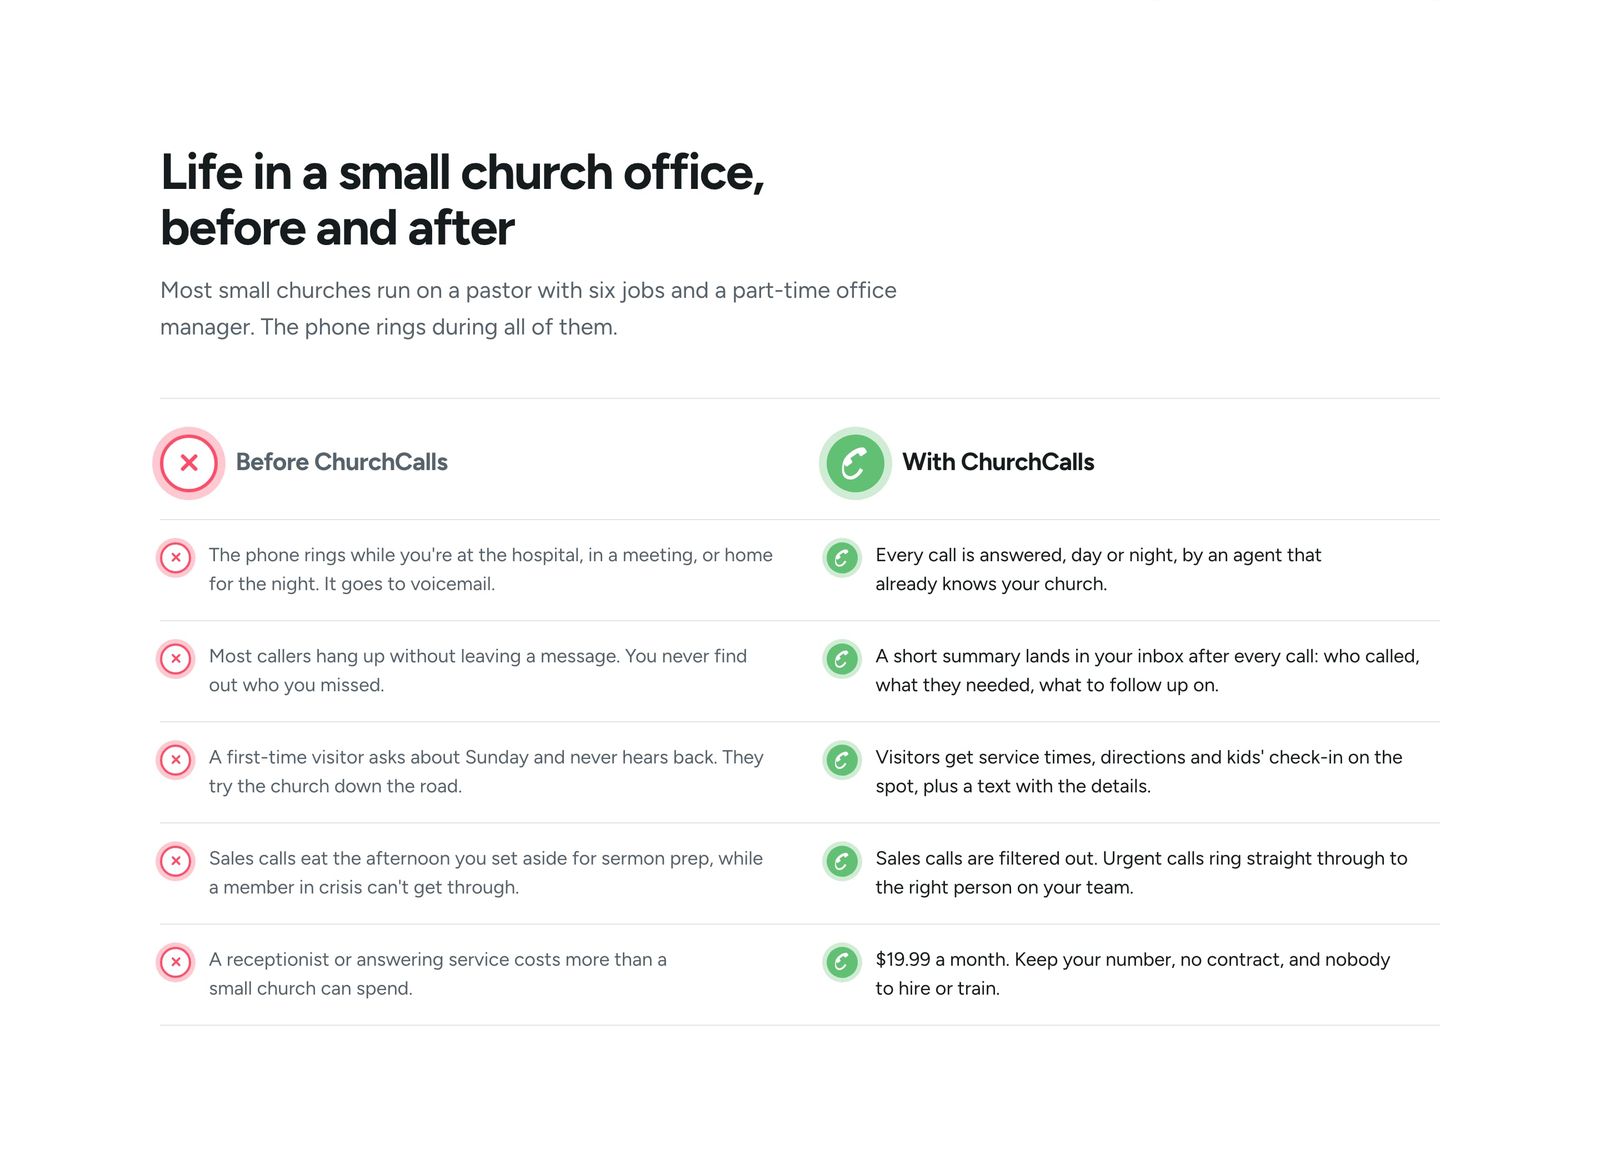 Life in a small church office,
before and after
Most small churches run on a pastor with six jobs and a part-time office
manager. The phone rings during all of them.
Before ChurchCalls
With ChurchCalls
The phone rings while you're at the hospital, in a meeting, or home
for the night. It goes to voicemail.
Every call is answered, day or night, by an agent that
already knows your church.
Most callers hang up without leaving a message. You never find
out who you missed.
A short summary lands in your inbox after every call: who called,
what they needed, what to follow up on.
A first-time visitor asks about Sunday and never hears back. They
try the church down the road.
Visitors get service times, directions and kids' check-in on the
spot, plus a text with the details.
Sales calls eat the afternoon you set aside for sermon prep, while
a member in crisis can't get through.
Sales calls are filtered out. Urgent calls ring straight through to
the right person on your team.
A receptionist or answering service costs more than a
small church can spend.
$19.99 a month. Keep your number, no contract, and nobody
to hire or train.